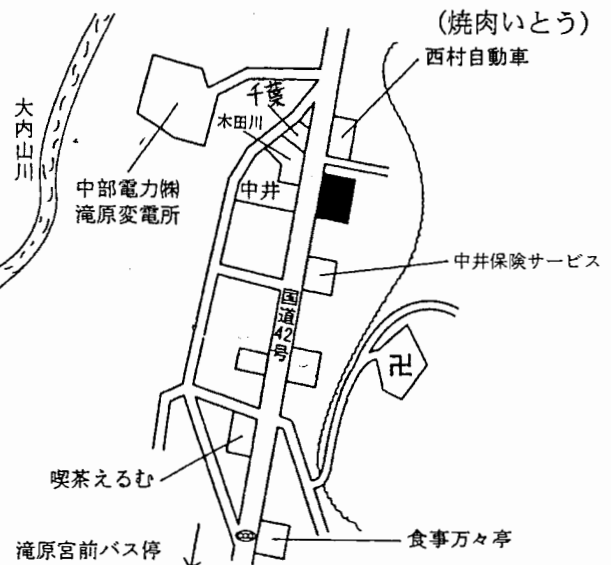 (焼肉いとう)
西村自動車
千葉
木田川
大内山川
中部電力㈱
滝原変電所
中井
中井保険サービス
国道42号
卍
喫茶えるむ
滝原宮前バス停
食事万々亭